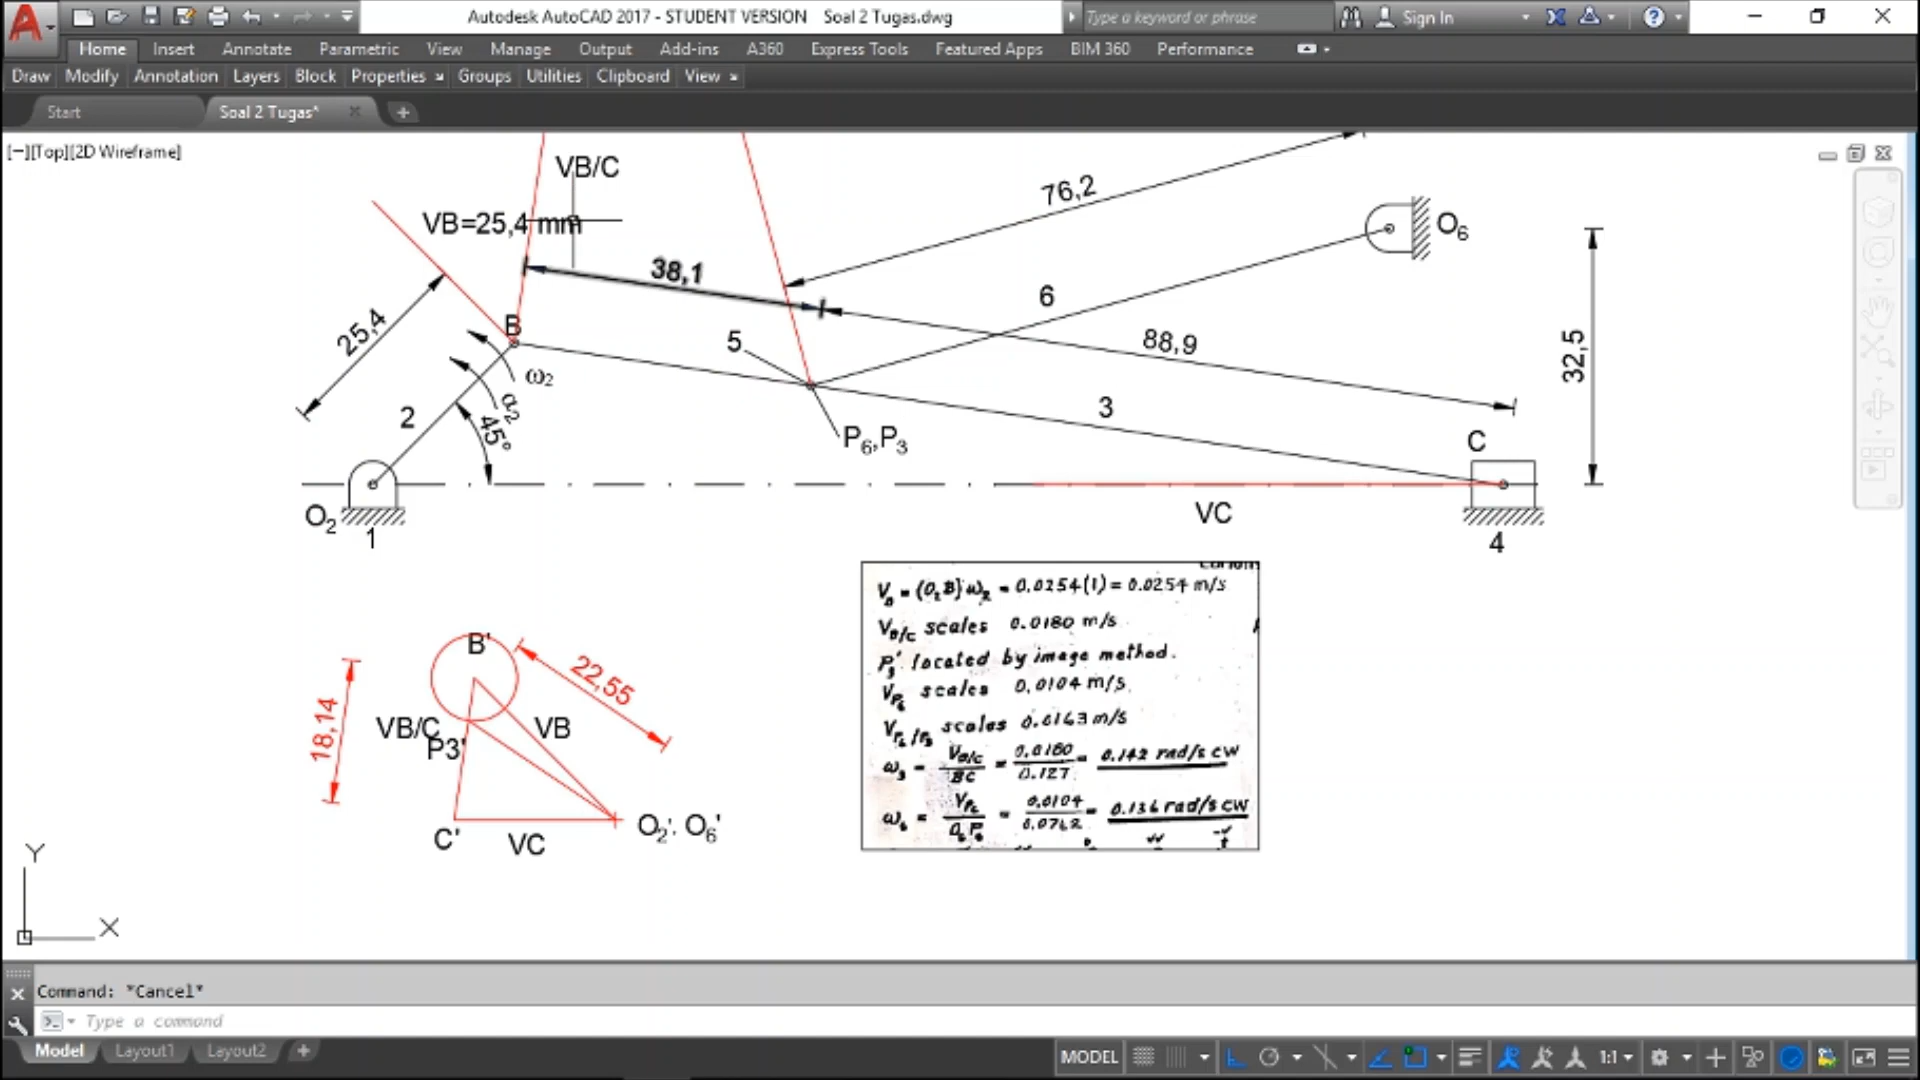 Autodesk AutoCAD 2017 - STUDENT VERSION Soal 2 Tugas.dwg
Type a keyword or phrase
Sign In
Home Insert Annotate Parametric View Manage Output Add-ins A360 Express Tools Featured Apps BIM 360 Performance
Draw Modify Annotation Layers Block Properties Groups Utilities Clipboard View
Start Soal 2 Tugas*
[−][Top][2D Wireframe]
VB/C
76,2
VB=25,4 mm
O6
38,1
6
25,4
B
5
88,9
32,5
ω2
α2
2
45°
3
P6,P3
C
O2
VC
1
4
VB = (O2B)ω2 = 0.0254(1) = 0.0254 m/s
VB/C scales 0.0180 m/s
P3' located by image method.
VP6 scales 0.0104 m/s
VP6/P3 scales 0.0163 m/s
ω3 = VB/C / BC = 0.0180 / 0.127 = 0.142 rad/s CW
ω6 = VP6 / O6P6 = 0.0104 / 0.0762 = 0.136 rad/s CW
B'
22,55
18,14
VB/C
VB
P3'
O2', O6'
C'
VC
Y
X
Command: *Cancel*
Type a command
Model Layout1 Layout2
MODEL
1:1